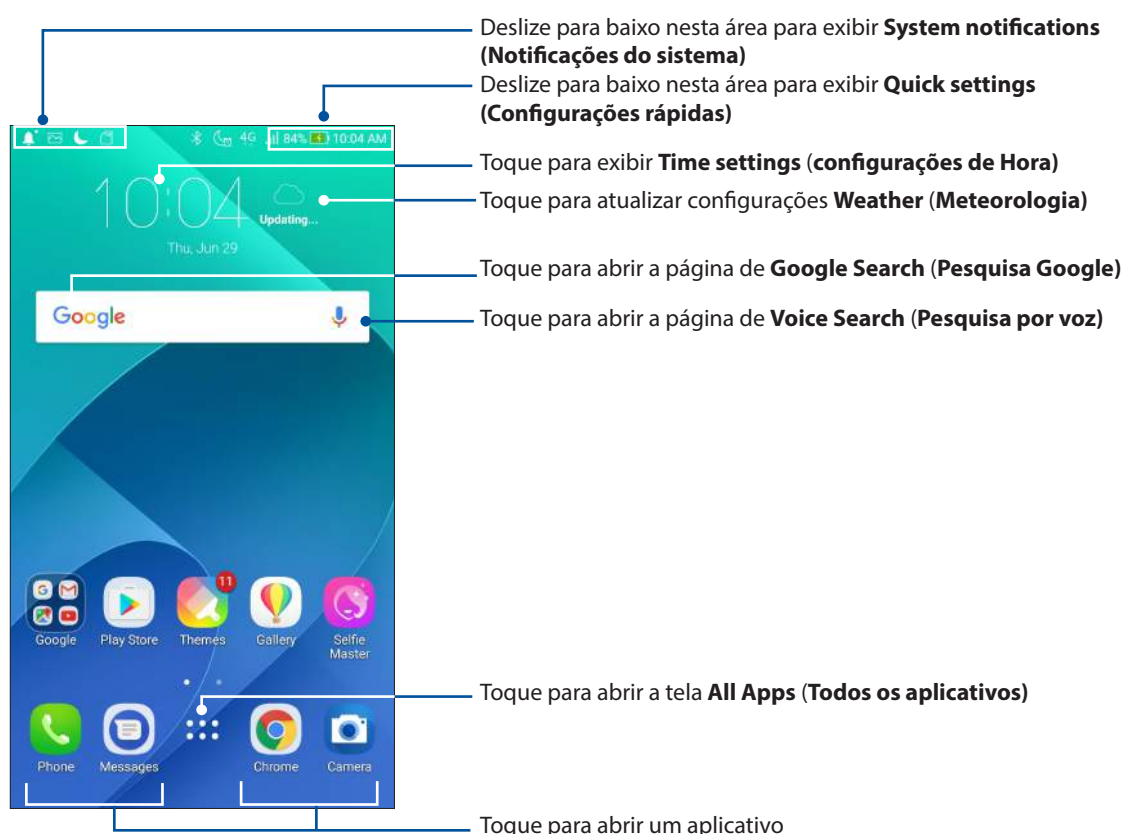 Deslize para baixo nesta área para exibir System notifications
(Notificações do sistema)
Deslize para baixo nesta área para exibir Quick settings
(Configurações rápidas)
4G 84% 10:04 AM
Toque para exibir Time settings (configurações de Hora)
10:04
Toque para atualizar configurações Weather (Meteorologia)
Updating...
Thu, Jun 29
Toque para abrir a página de Google Search (Pesquisa Google)
Google
Toque para abrir a página de Voice Search (Pesquisa por voz)
11
Google Play Store Themes Gallery Selfie
Master
Toque para abrir a tela All Apps (Todos os aplicativos)
Phone Messages Chrome Camera
Toque para abrir um aplicativo